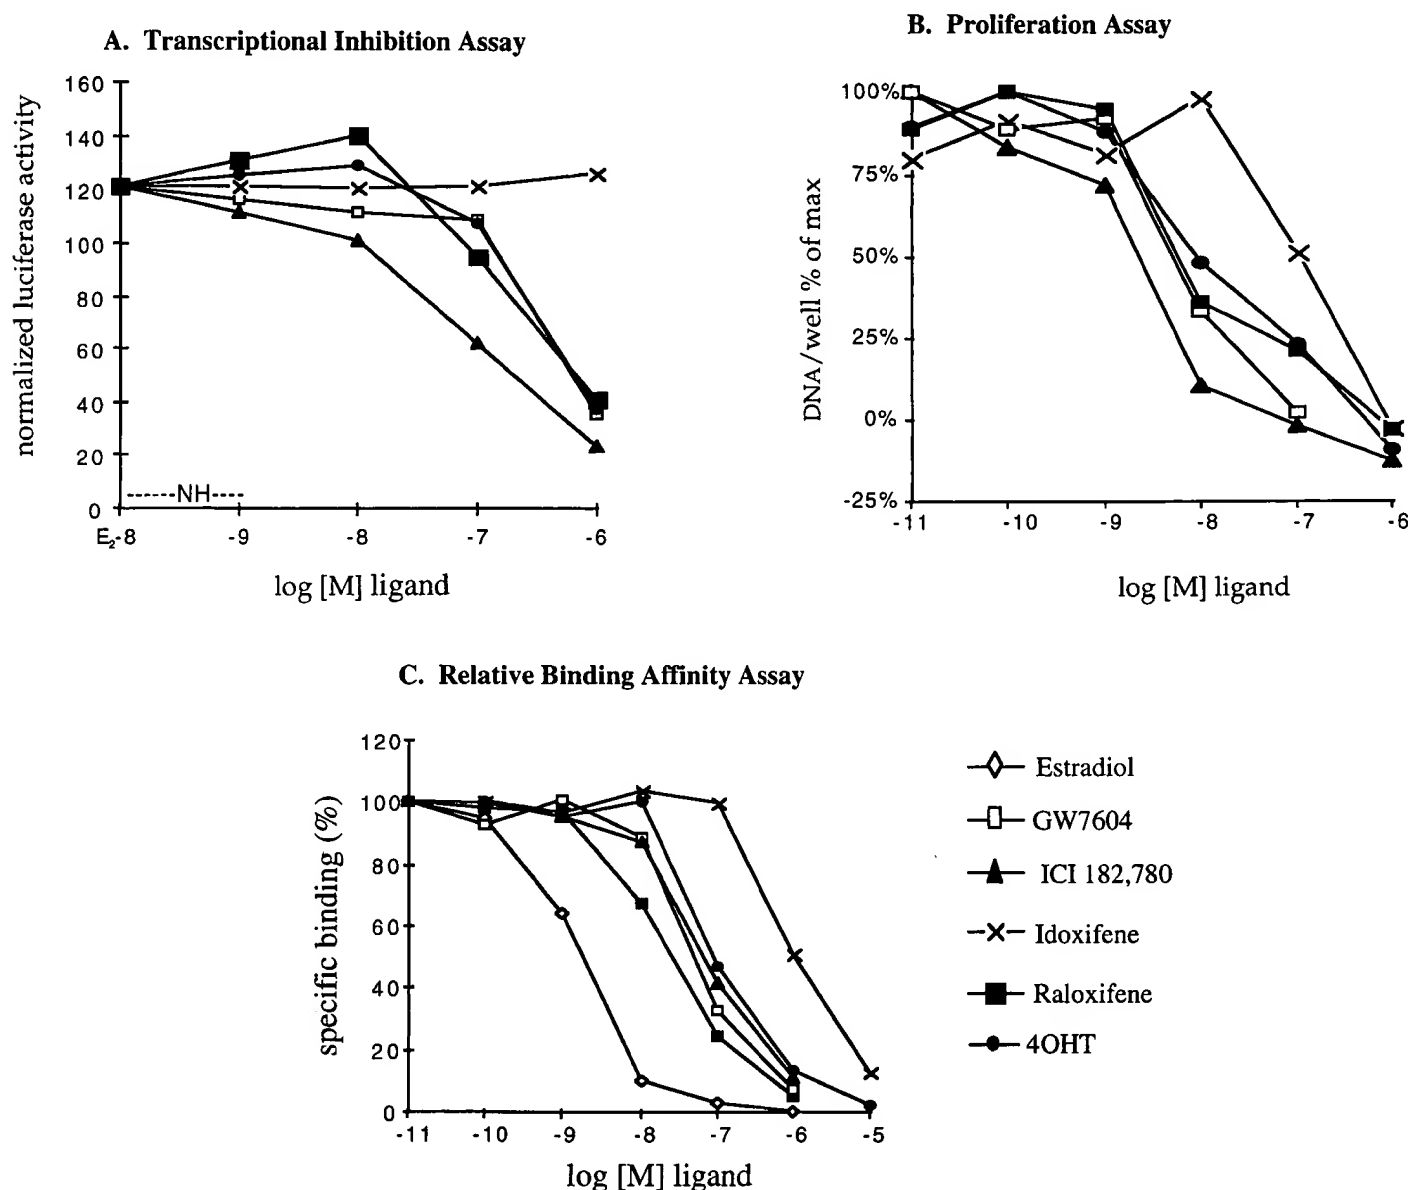 A. Transcriptional Inhibition Assay
normalized luciferase activity
160
140
120
100
80
60
40
20
0
-----NH----
E₂-8 -9 -8 -7 -6
log [M] ligand
B. Proliferation Assay
DNA/well % of max
100%
75%
50%
25%
0%
-25%
-11 -10 -9 -8 -7 -6
log [M] ligand
C. Relative Binding Affinity Assay
specific binding (%)
120
100
80
60
40
20
0
-11 -10 -9 -8 -7 -6 -5
log [M] ligand
Estradiol
GW7604
ICI 182,780
Idoxifene
Raloxifene
4OHT